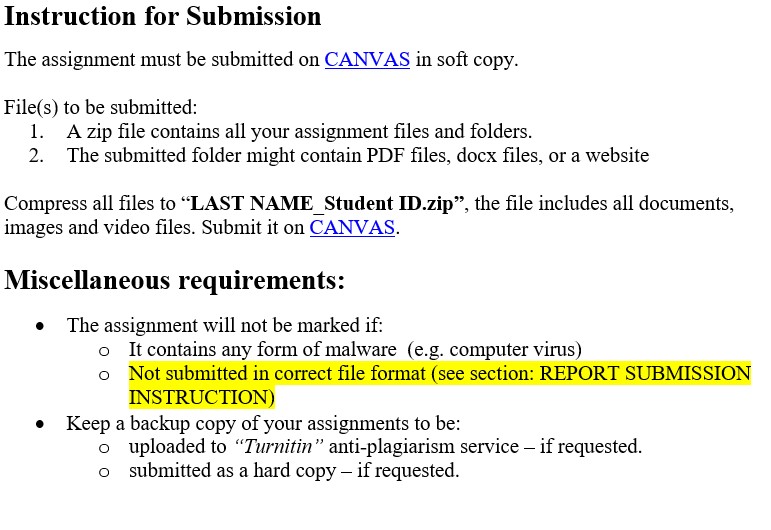 Instruction for Submission
The assignment must be submitted on CANVAS in soft copy.
File(s) to be submitted:
1. A zip file contains all your assignment files and folders.
2. The submitted folder might contain PDF files, docx files, or a website
Compress all files to “LAST NAME_Student ID.zip”, the file includes all documents,
images and video files. Submit it on CANVAS.
Miscellaneous requirements:
• The assignment will not be marked if:
o It contains any form of malware (e.g. computer virus)
o Not submitted in correct file format (see section: REPORT SUBMISSION
INSTRUCTION)
• Keep a backup copy of your assignments to be:
o uploaded to “Turnitin” anti-plagiarism service – if requested.
o submitted as a hard copy – if requested.